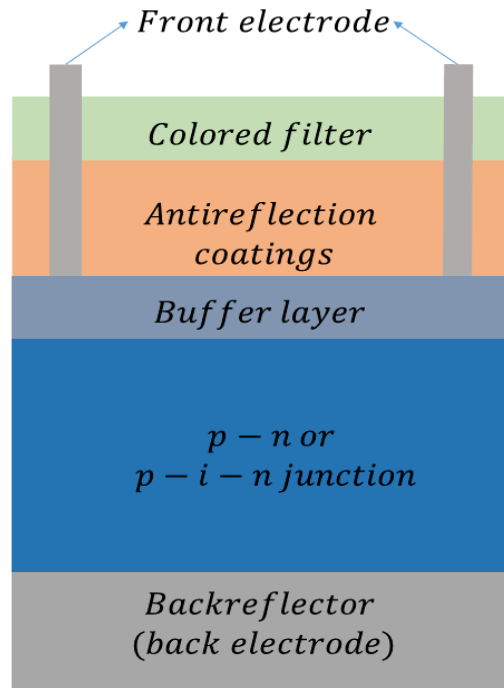 Front electrode
Colored filter
Antireflection
coatings
Buffer layer
p − n or
p − i − n junction
Backreflector
(back electrode)